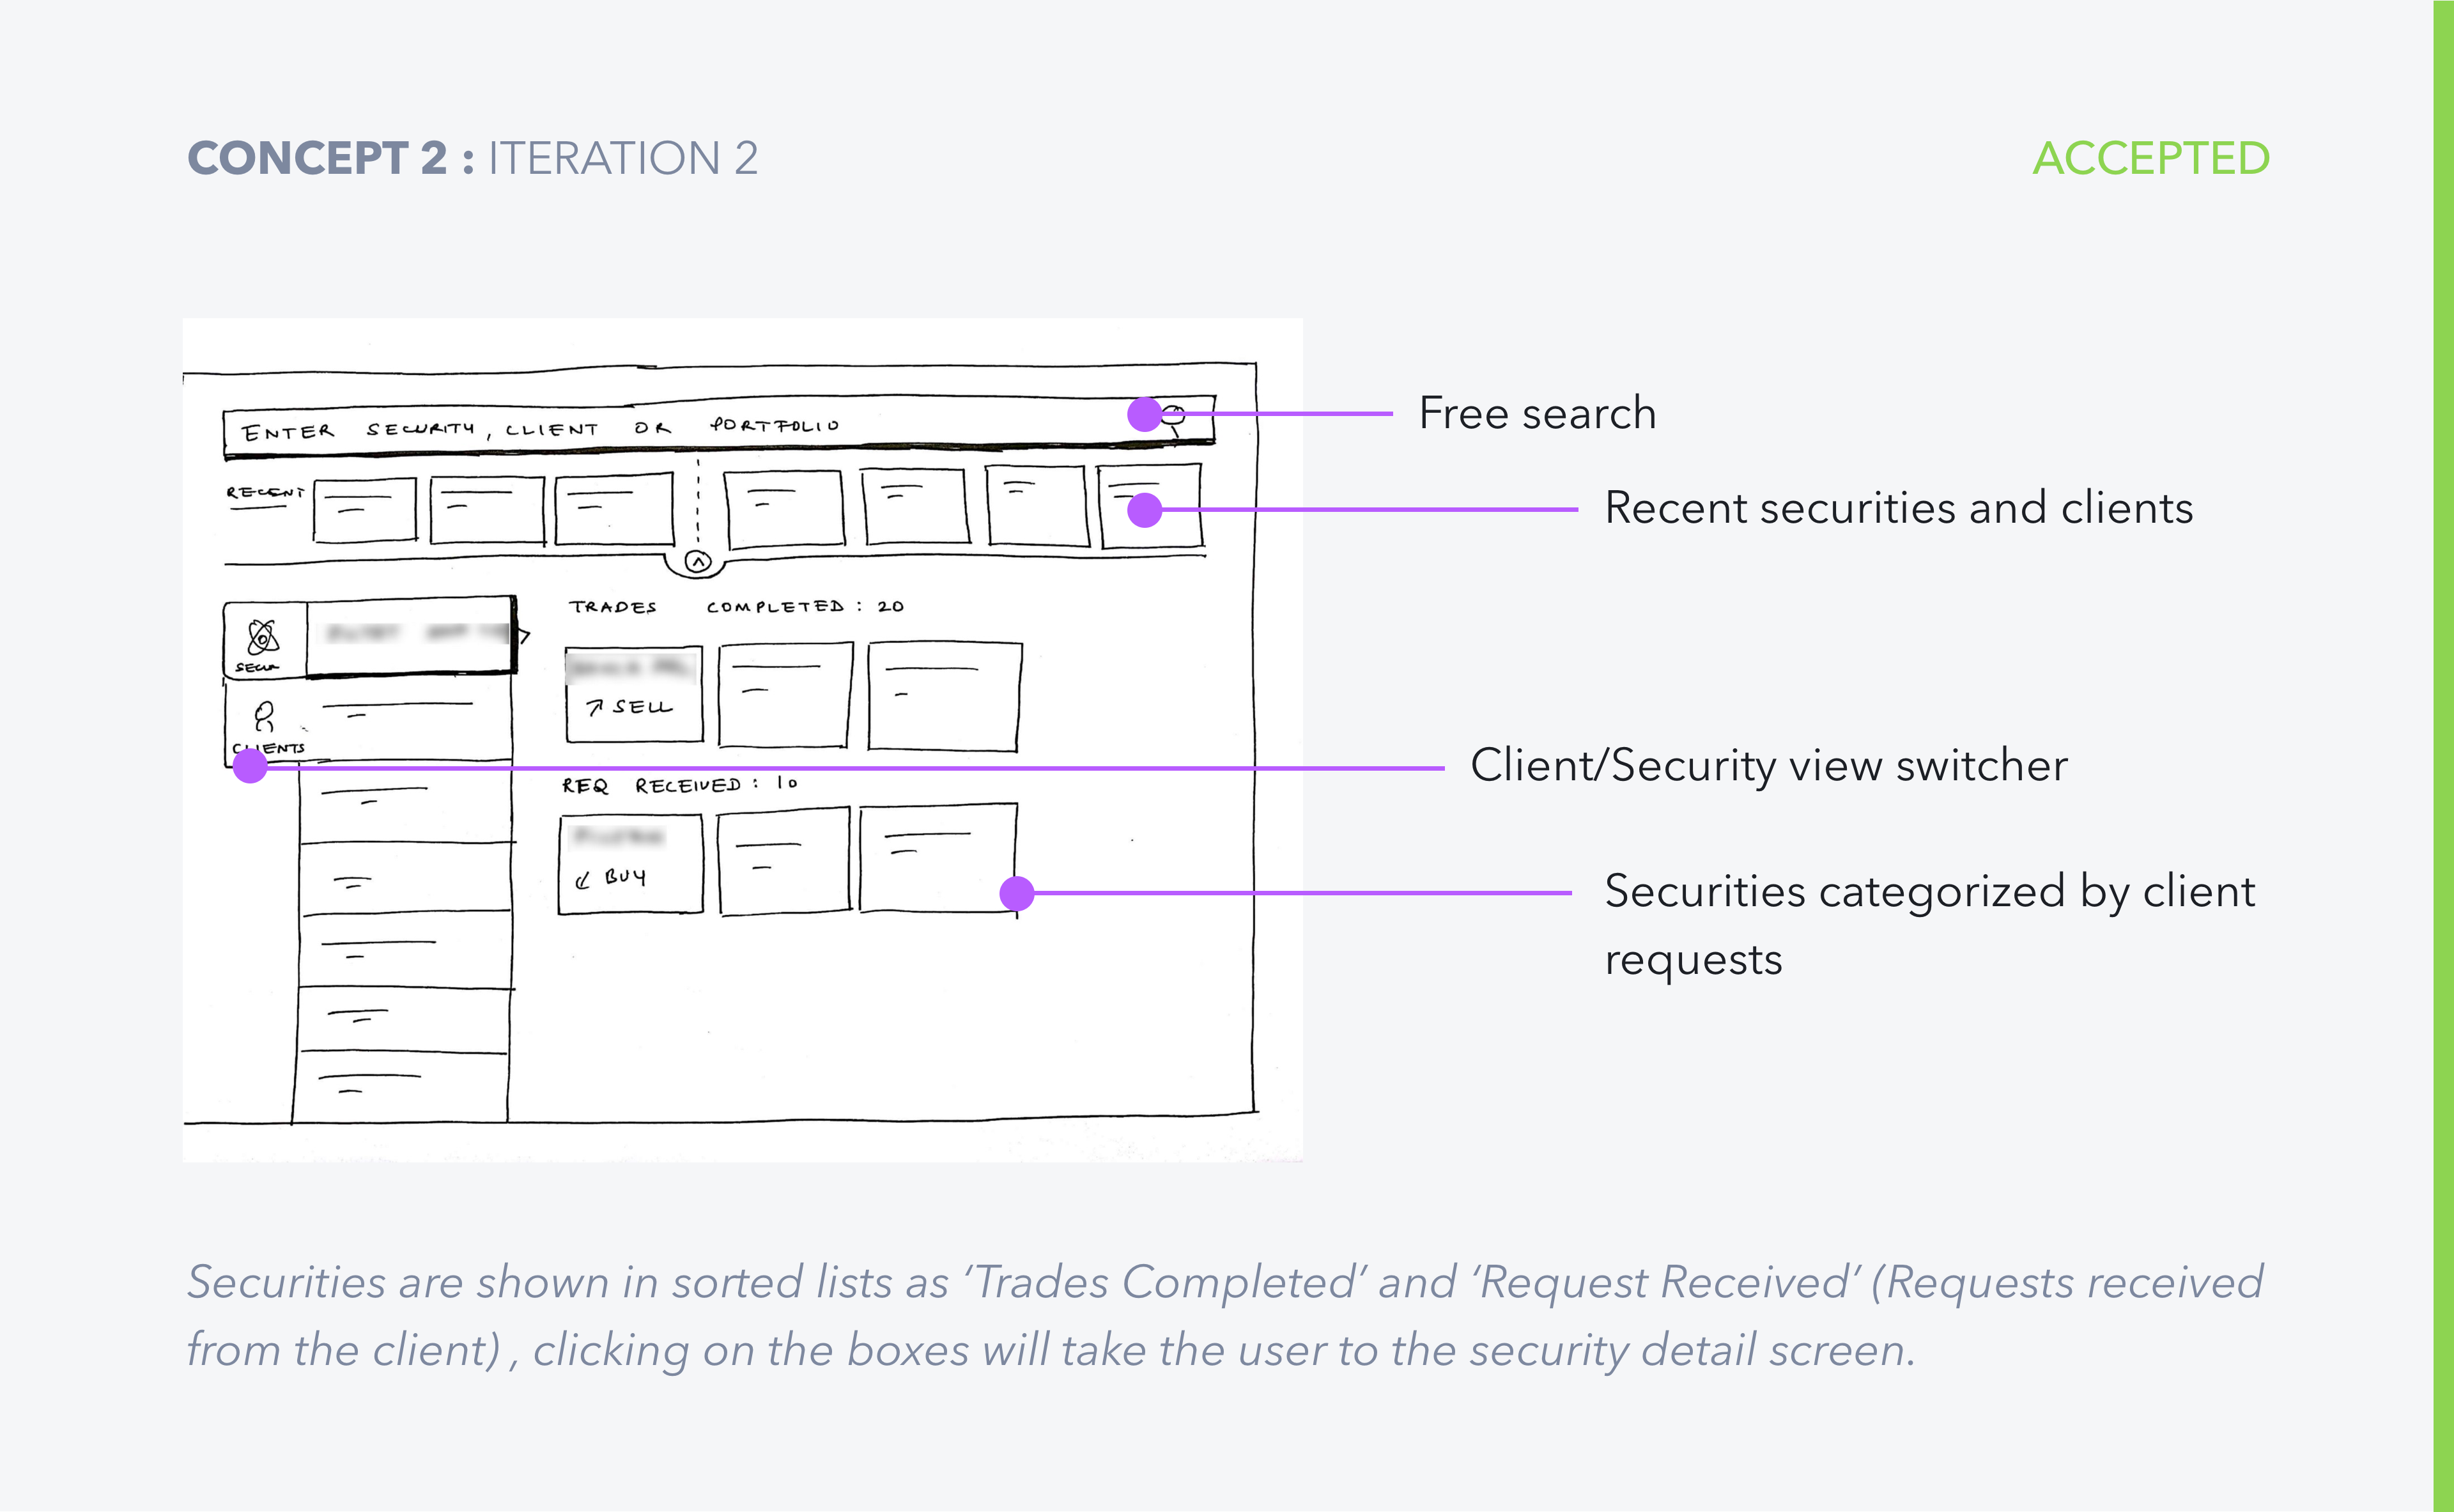 CONCEPT 2 : ITERATION 2
ACCEPTED
ENTER SECURITY, CLIENT OR PORTFOLIO
Free search
RECENT
Recent securities and clients
TRADES COMPLETED : 20
SECUR
↗ SELL
CLIENTS
Client/Security view switcher
REQ RECEIVED : 10
↙ BUY
Securities categorized by client
requests
Securities are shown in sorted lists as ‘Trades Completed’ and ‘Request Received’ (Requests received
from the client) , clicking on the boxes will take the user to the security detail screen.